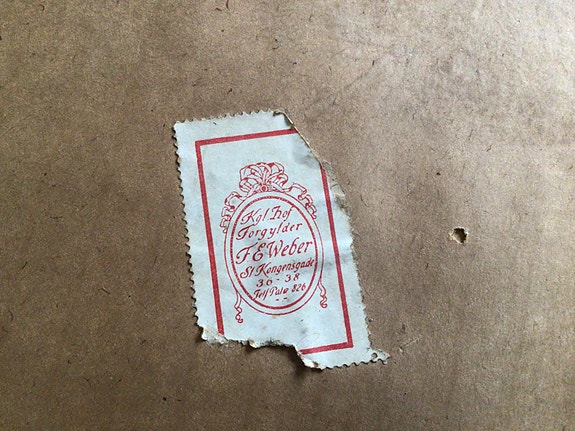 Kgl. Hof
Forgylder
F. E Weber
St Kongensgade
36 - 38
Telf Palæ 826